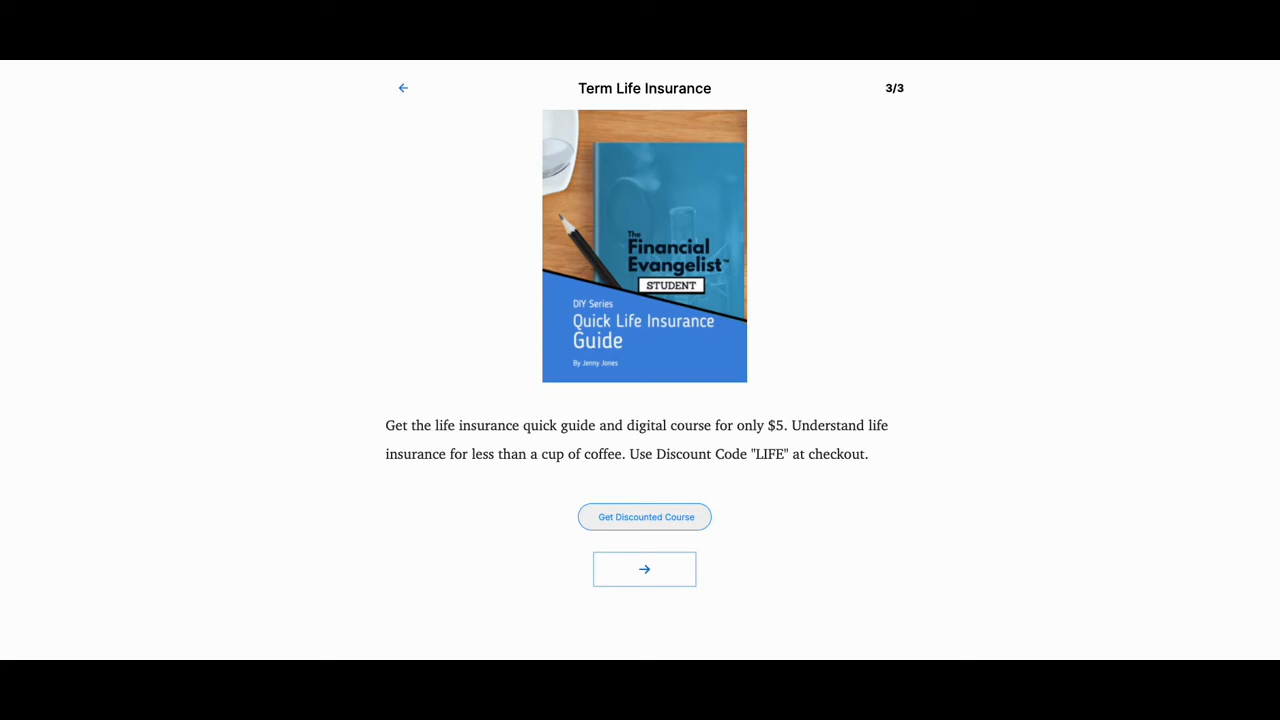 Term Life Insurance
3/3
The
Financial
Evangelist™
STUDENT
DIY Series
Quick Life Insurance
Guide
By Jenny Jones
Get the life insurance quick guide and digital course for only $5. Understand life
insurance for less than a cup of coffee. Use Discount Code "LIFE" at checkout.
Get Discounted Course